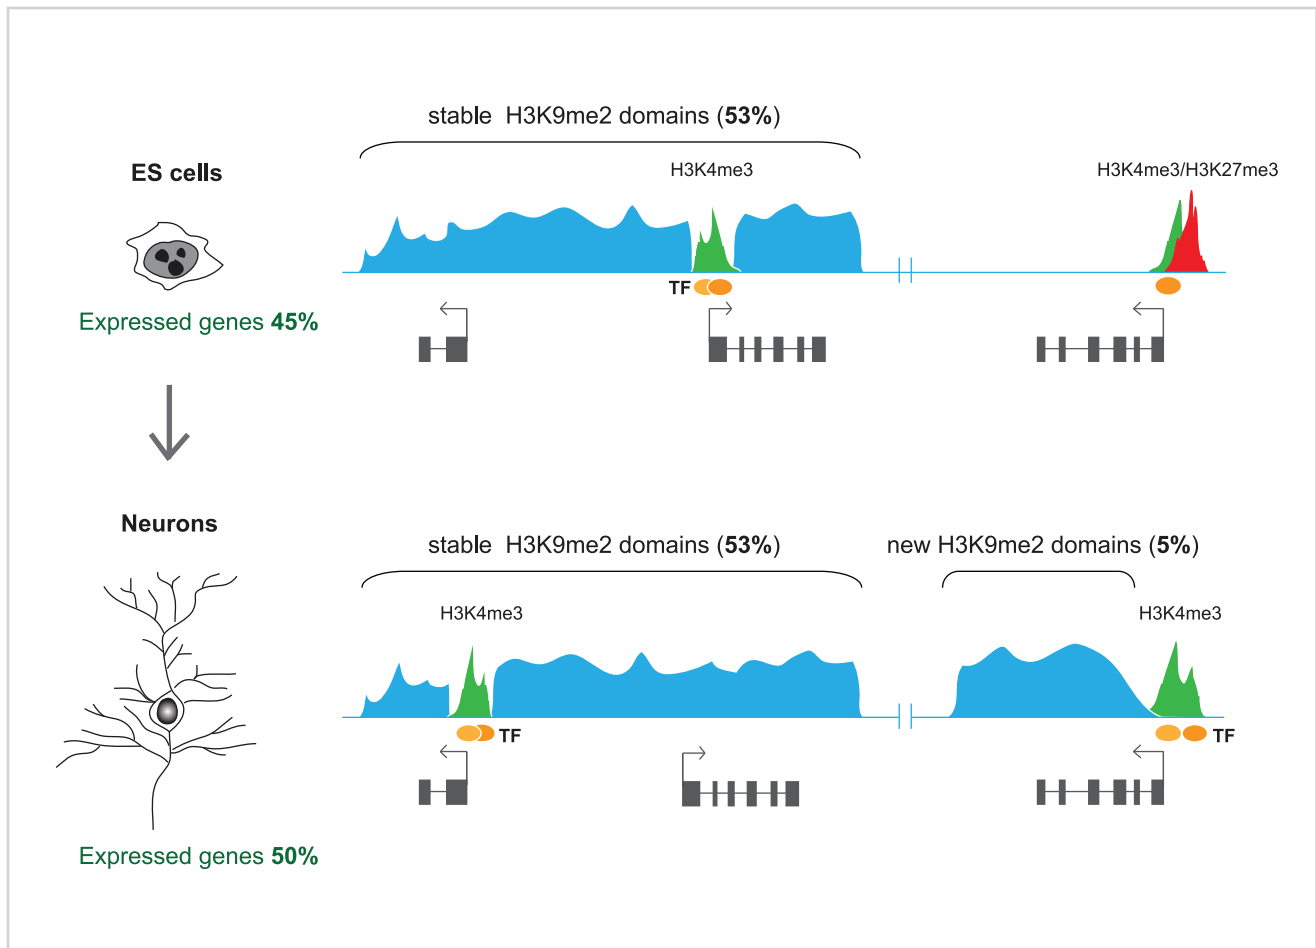 stable H3K9me2 domains (53%)
ES cells
H3K4me3
H3K4me3/H3K27me3
TF
Expressed genes 45%
Neurons
stable H3K9me2 domains (53%)
new H3K9me2 domains (5%)
H3K4me3
H3K4me3
TF
TF
Expressed genes 50%